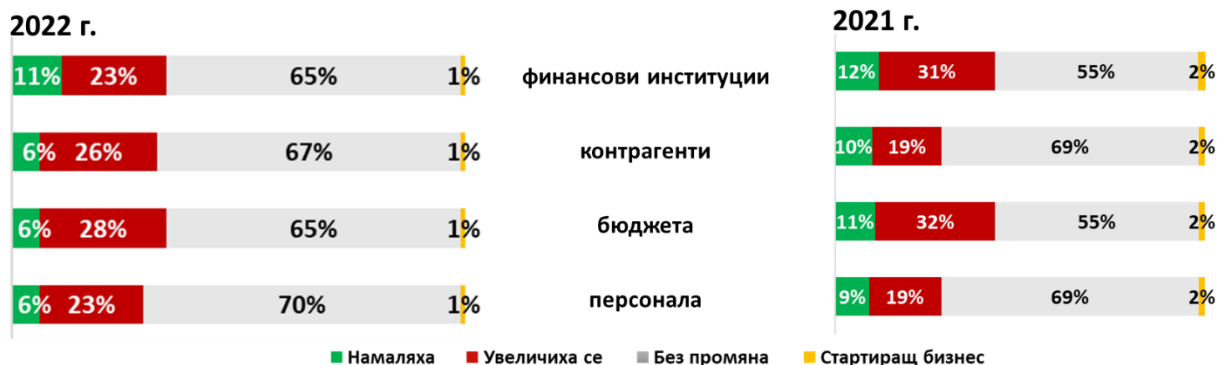 2022 г.
2021 г.
11% 23% 65% 1% финансови институции 12% 31% 55% 2%
6% 26% 67% 1% контрагенти 10% 19% 69% 2%
6% 28% 65% 1% бюджета 11% 32% 55% 2%
6% 23% 70% 1% персонала 9% 19% 69% 2%
Намаляха Увеличиха се Без промяна Стартиращ бизнес